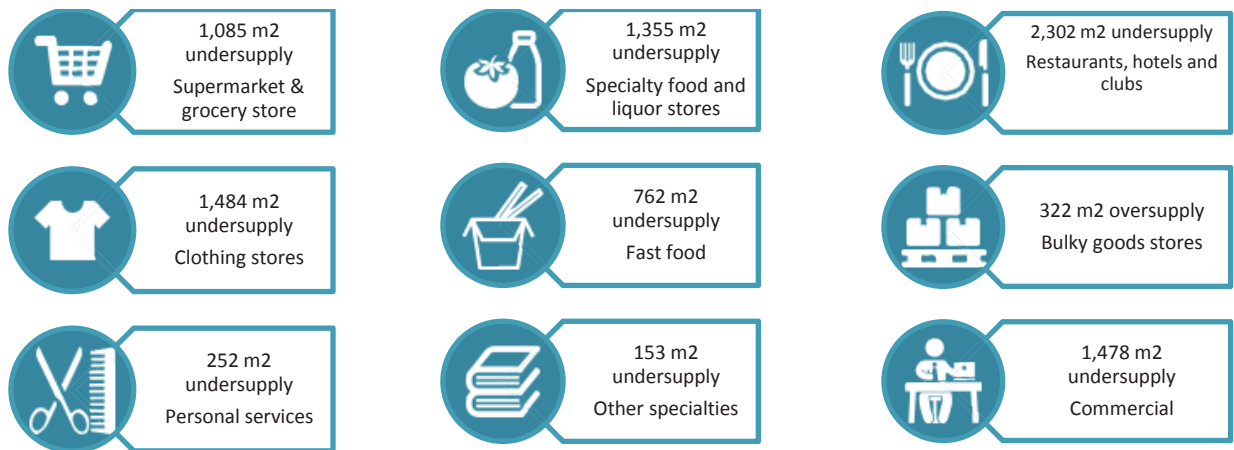 1,085 m2
undersupply
Supermarket &
grocery store
1,355 m2
undersupply
Specialty food and
liquor stores
2,302 m2 undersupply
Restaurants, hotels and
clubs
1,484 m2
undersupply
Clothing stores
762 m2
undersupply
Fast food
322 m2 oversupply
Bulky goods stores
252 m2
undersupply
Personal services
153 m2
undersupply
Other specialties
1,478 m2
undersupply
Commercial